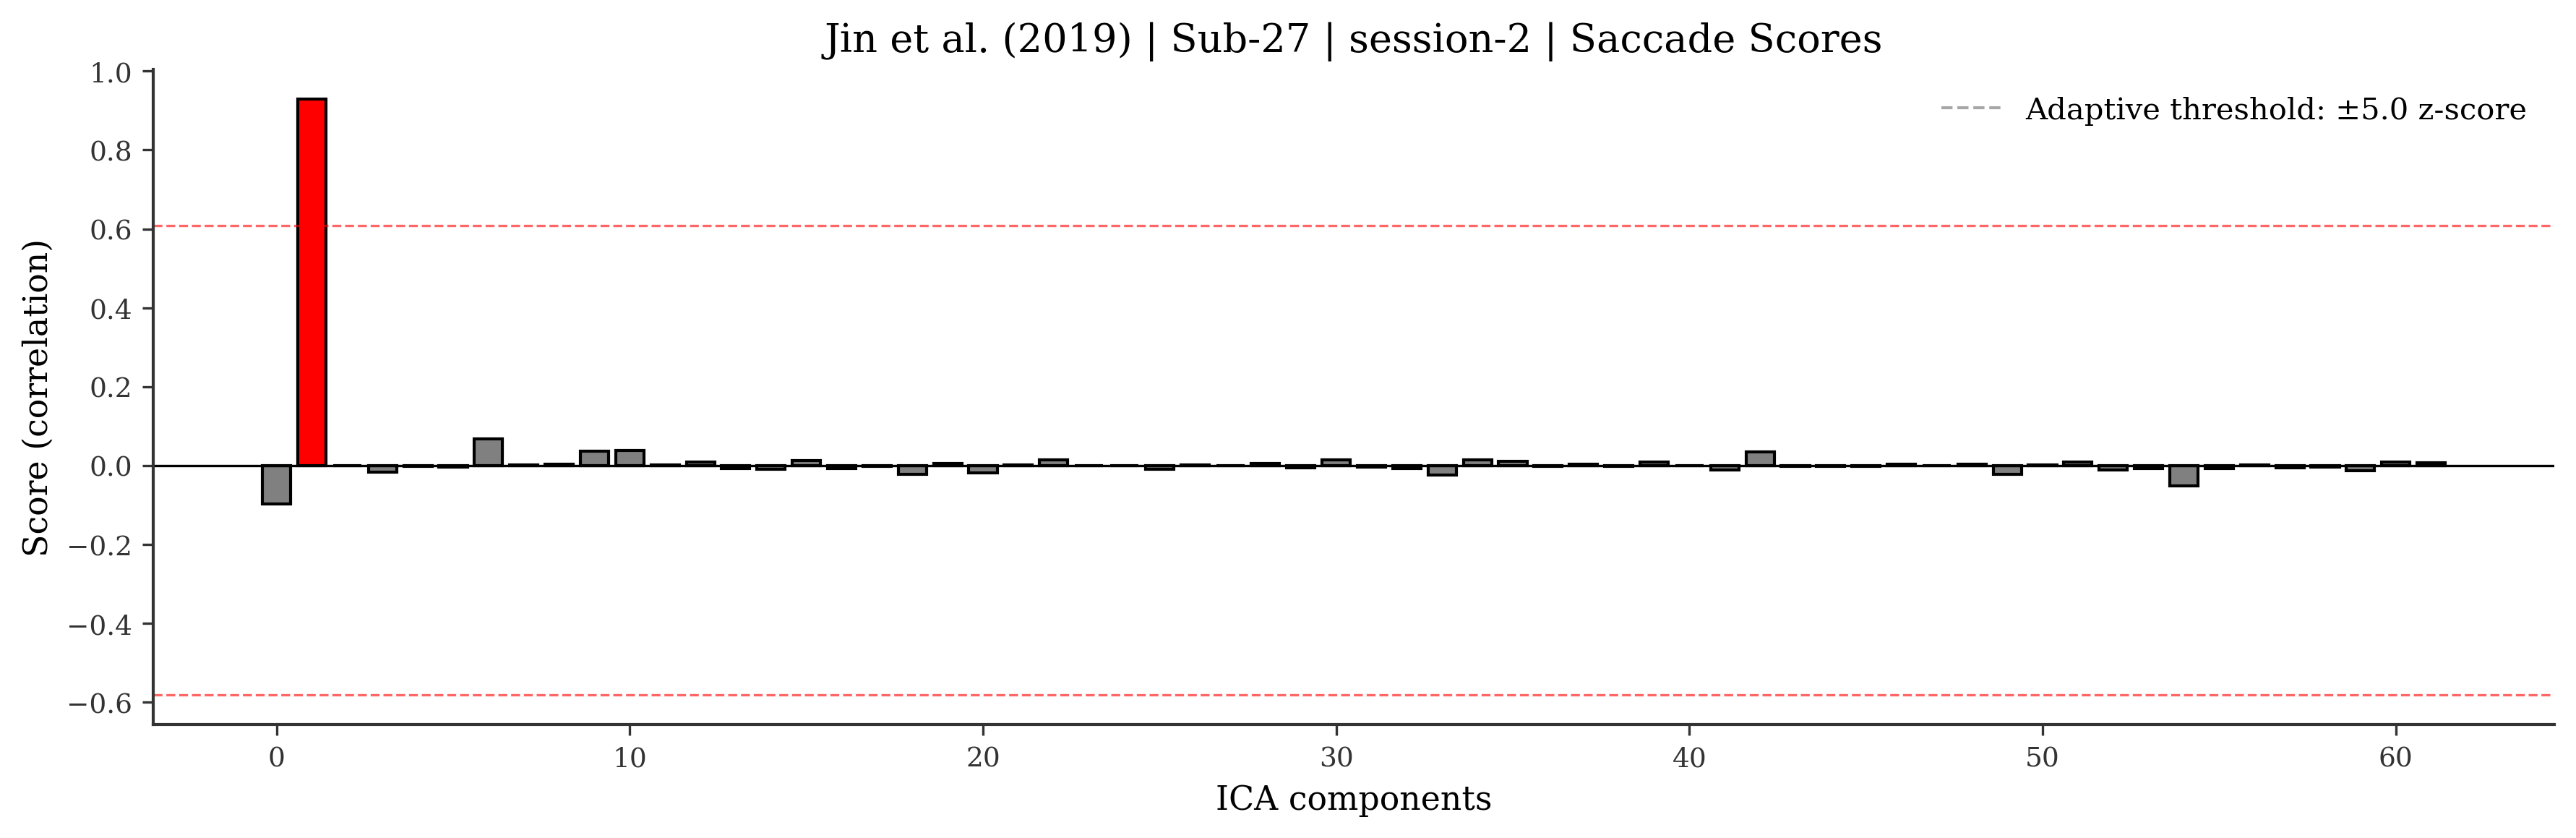 Jin et al. (2019) | Sub-27 | session-2 | Saccade Scores
Adaptive threshold: ±5.0 z-score
Score (correlation)
1.0
0.8
0.6
0.4
0.2
0.0
−0.2
−0.4
−0.6
0 10 20 30 40 50 60
ICA components